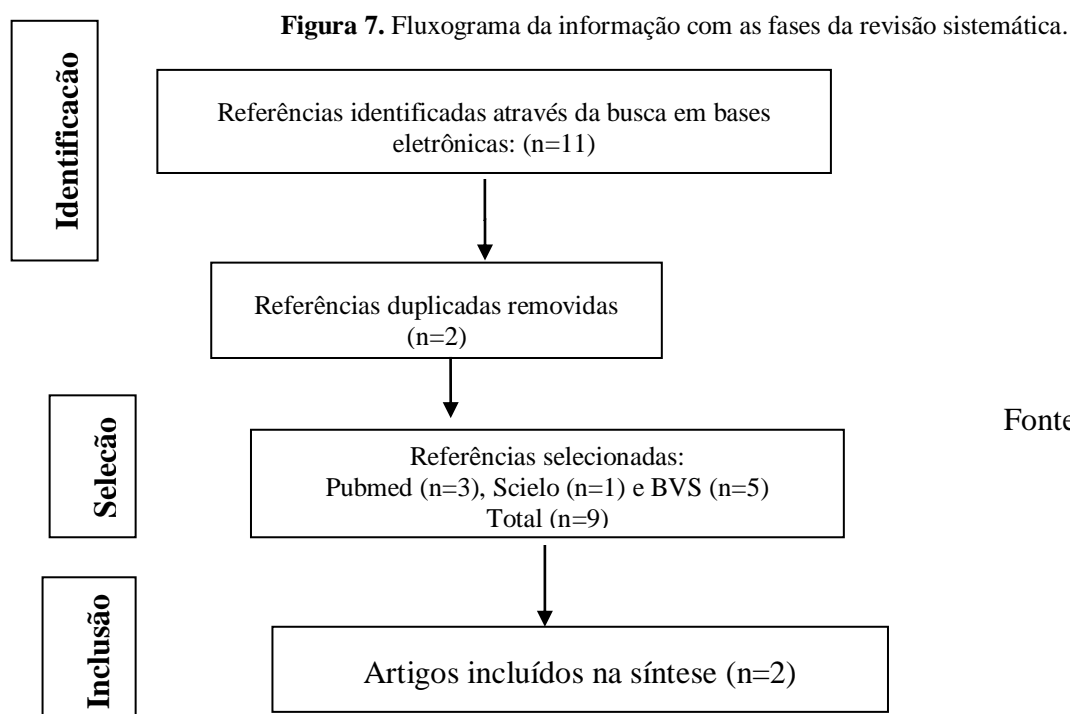 Figura 7. Fluxograma da informação com as fases da revisão sistemática.
Identificação
Referências identificadas através da busca em bases
eletrônicas: (n=11)
Referências duplicadas removidas
(n=2)
Seleção
Referências selecionadas:
Pubmed (n=3), Scielo (n=1) e BVS (n=5)
Total (n=9)
Fonte
Inclusão
Artigos incluídos na síntese (n=2)